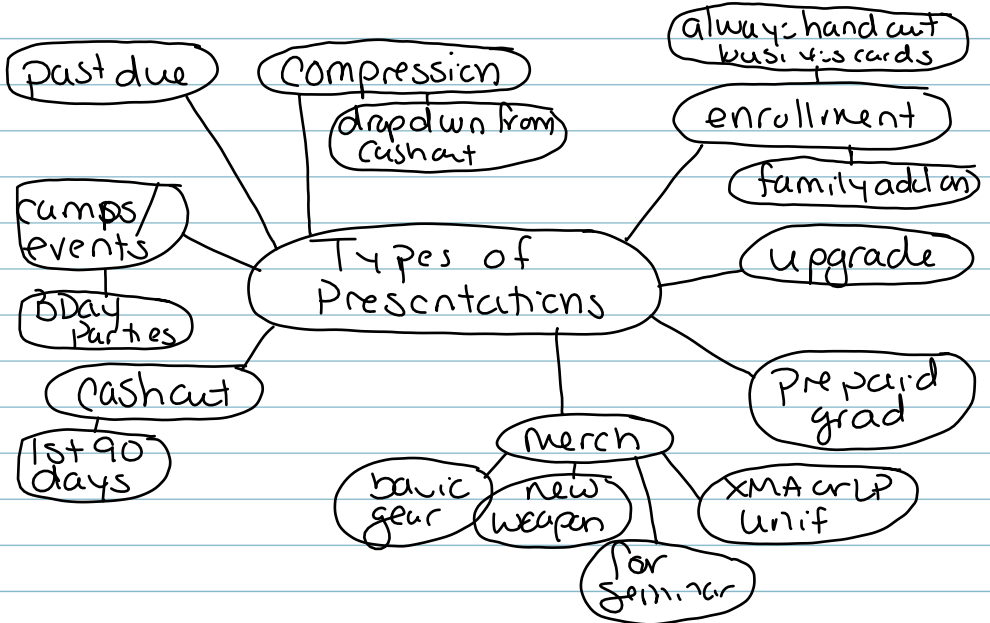 always hand out
business cards
past due
compression
enrollment
dropdown from
cashout
family add on
camps/
events
Types of
Presentations
upgrade
BDay
Parties
cashout
prepaid
grad
1st 90
days
merch
basic
gear
new
weapon
XMA or LP
unif
for
seminar